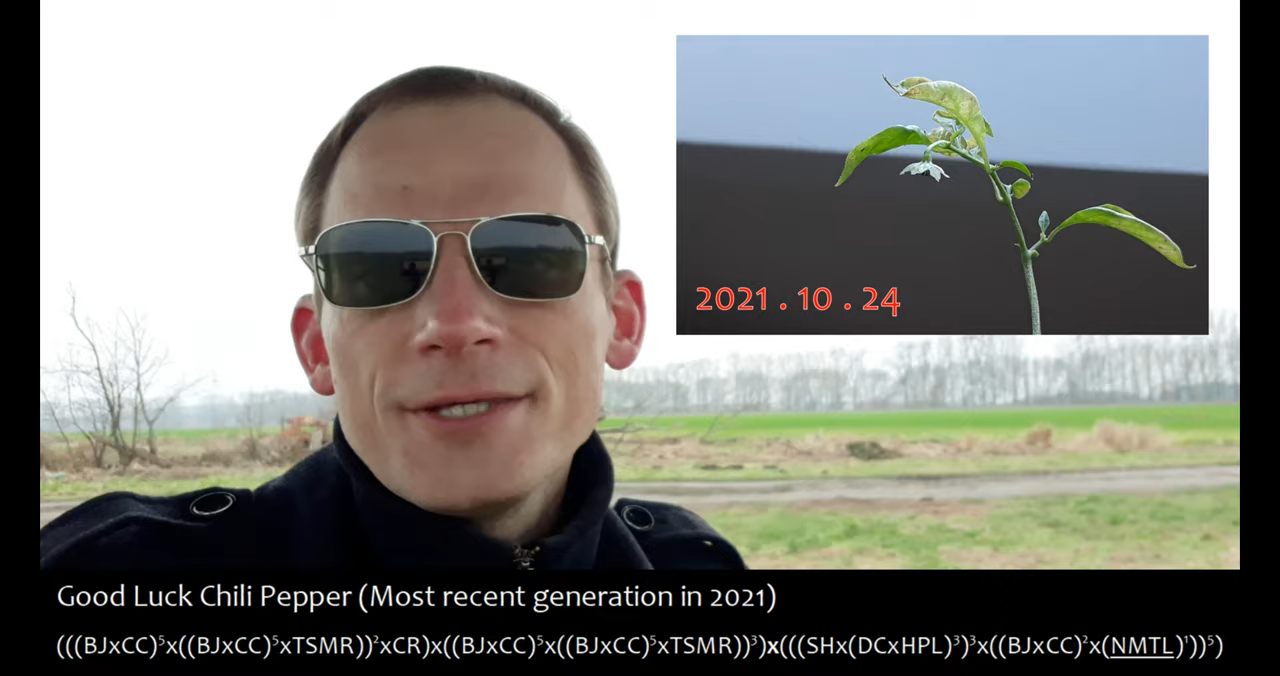 2021 . 10 . 24
Good Luck Chili Pepper (Most recent generation in 2021)
(((BJxCC)⁵x((BJxCC)⁵xTSMR))²xCR)x((BJxCC)⁵x((BJxCC)⁵xTSMR))³)x(((SHx(DCxHPL)³)³x((BJxCC)²x(NMTL)¹))⁵)